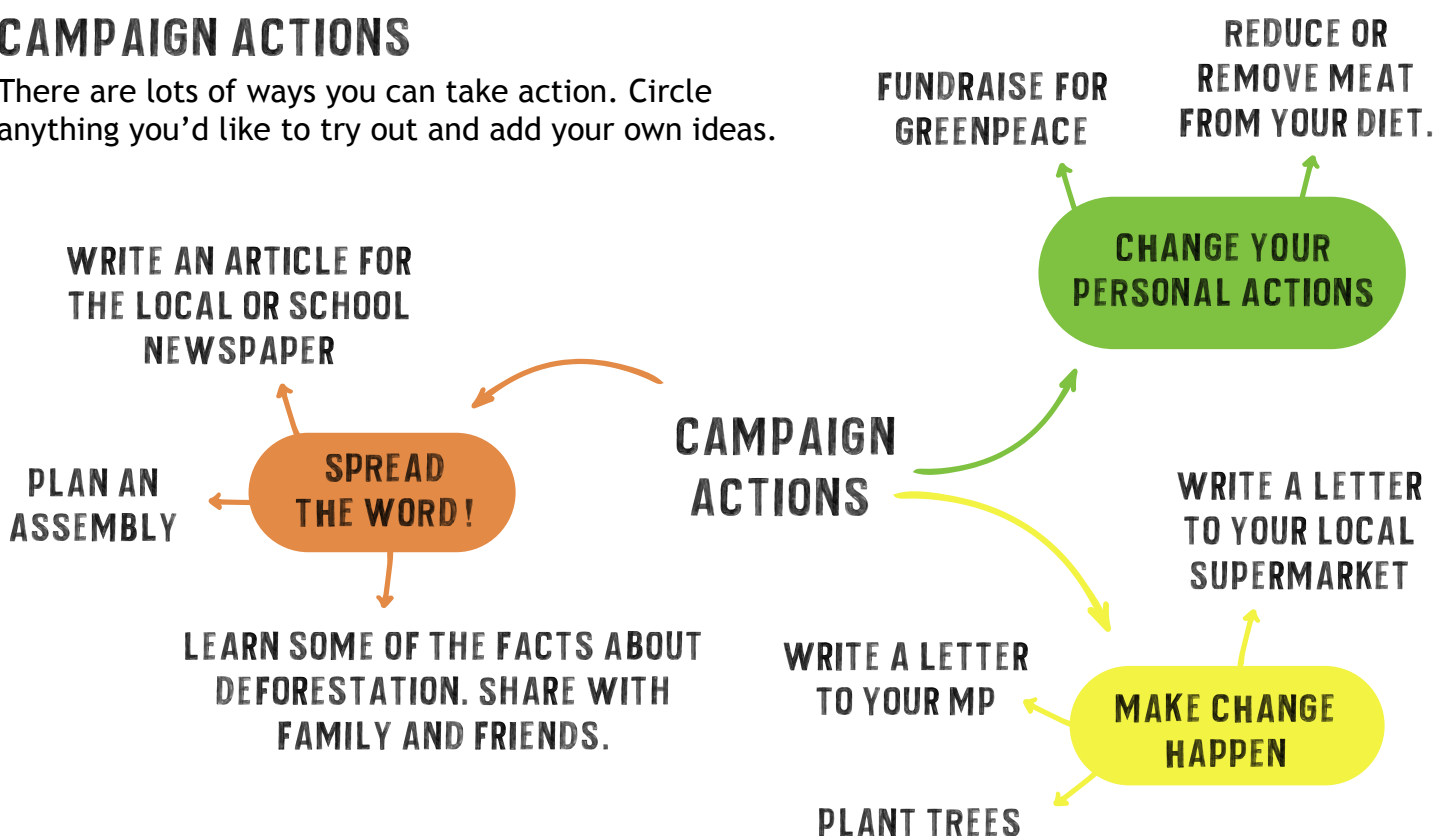 CAMPAIGN ACTIONS
There are lots of ways you can take action. Circle
anything you'd like to try out and add your own ideas.
FUNDRAISE FOR
GREENPEACE
REDUCE OR
REMOVE MEAT
FROM YOUR DIET.
CHANGE YOUR
PERSONAL ACTIONS
WRITE AN ARTICLE FOR
THE LOCAL OR SCHOOL
NEWSPAPER
SPREAD
THE WORD!
PLAN AN
ASSEMBLY
LEARN SOME OF THE FACTS ABOUT
DEFORESTATION. SHARE WITH
FAMILY AND FRIENDS.
CAMPAIGN
ACTIONS
WRITE A LETTER
TO YOUR LOCAL
SUPERMARKET
WRITE A LETTER
TO YOUR MP
MAKE CHANGE
HAPPEN
PLANT TREES